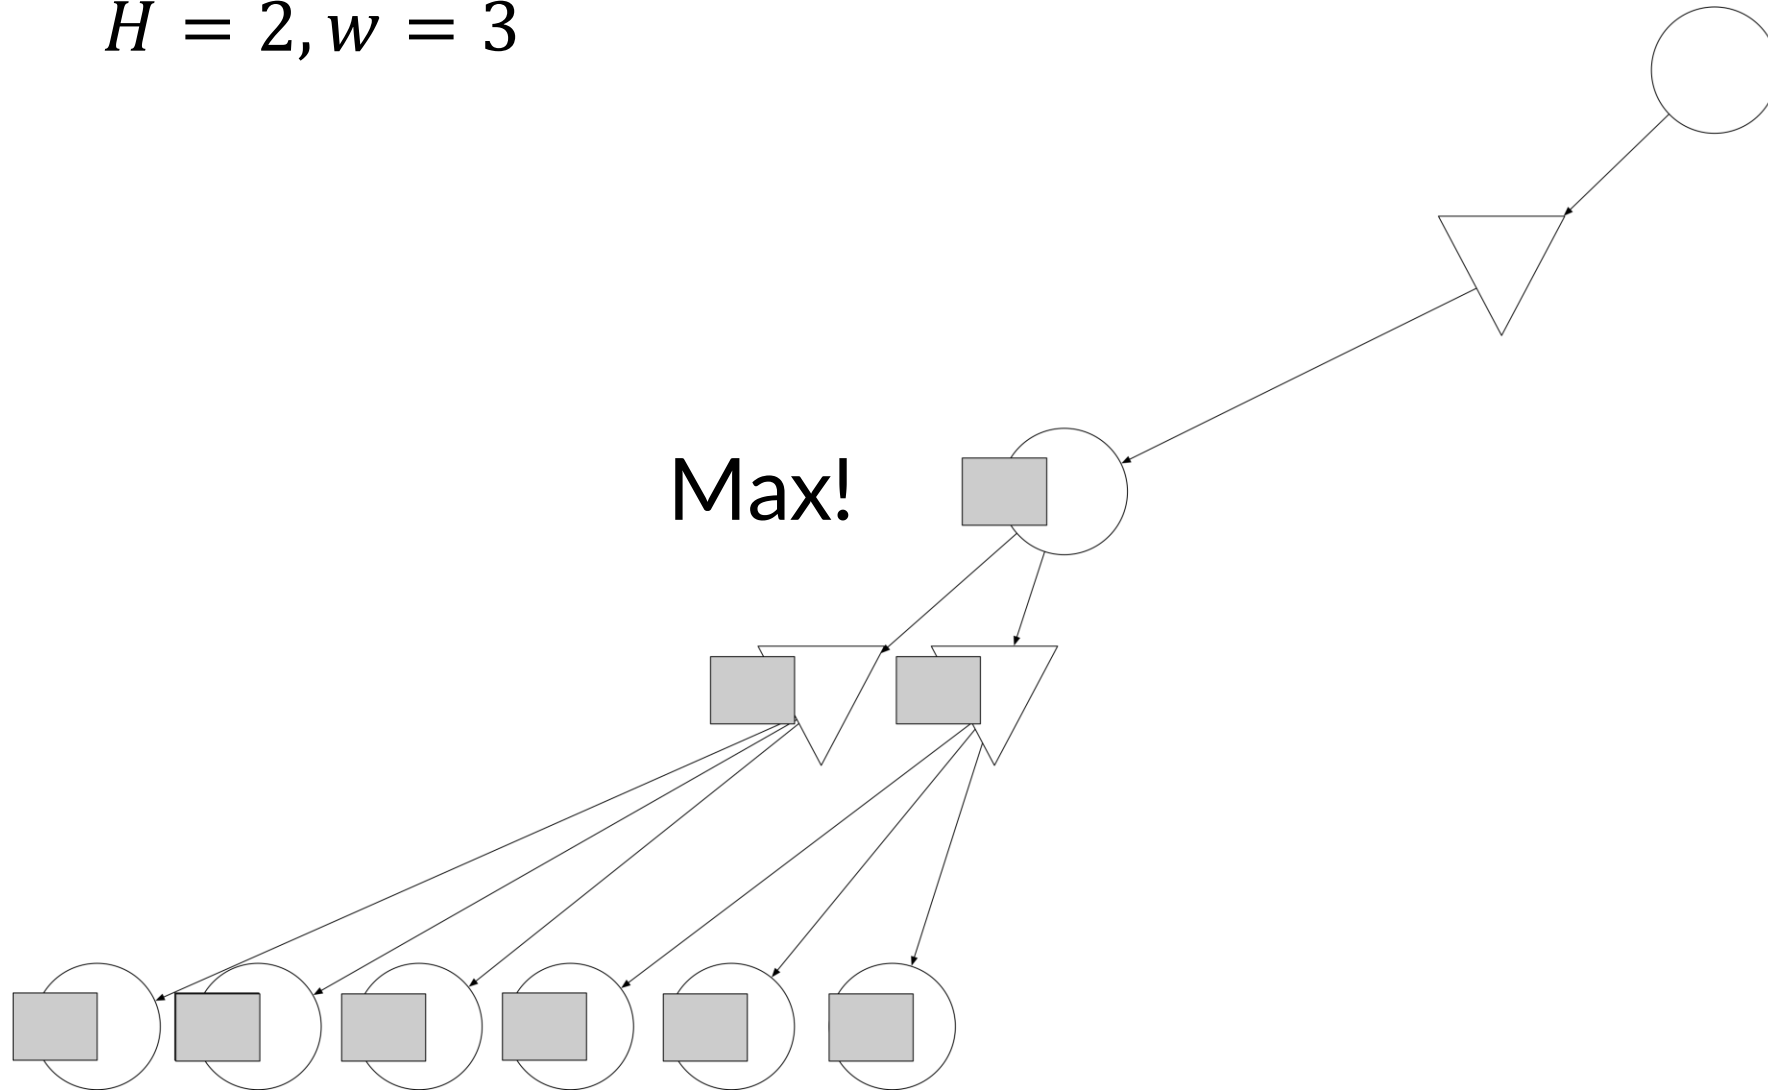 H = 2, w = 3
Max!